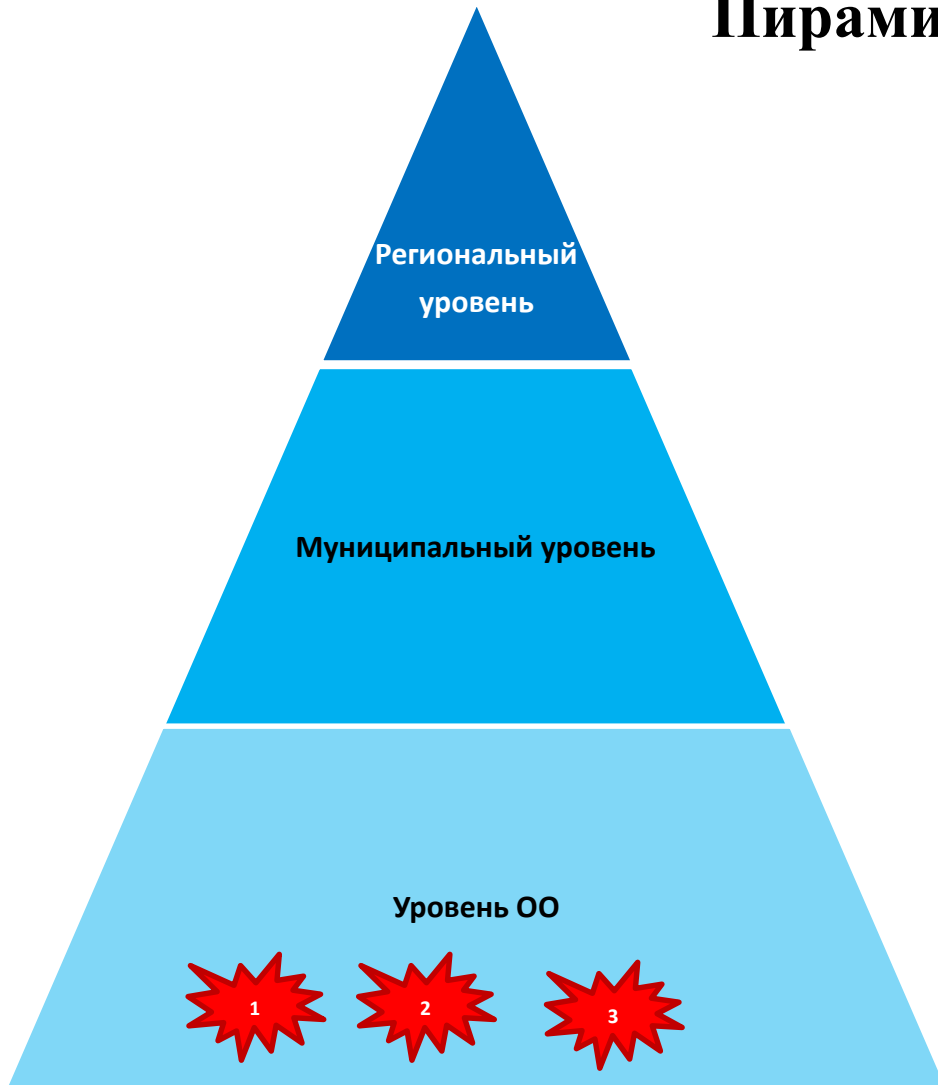 Пирами
Региональный
уровень
Муниципальный уровень
Уровень ОО
1 2 3